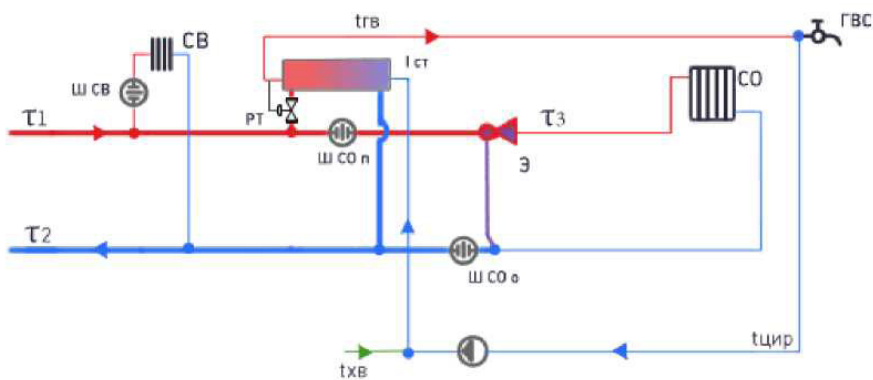 tгв
ГВС
СВ
I ст
СО
Ш СВ
τ1
РТ
τ3
Ш СО п
Э
τ2
Ш СО о
tцир
tхв